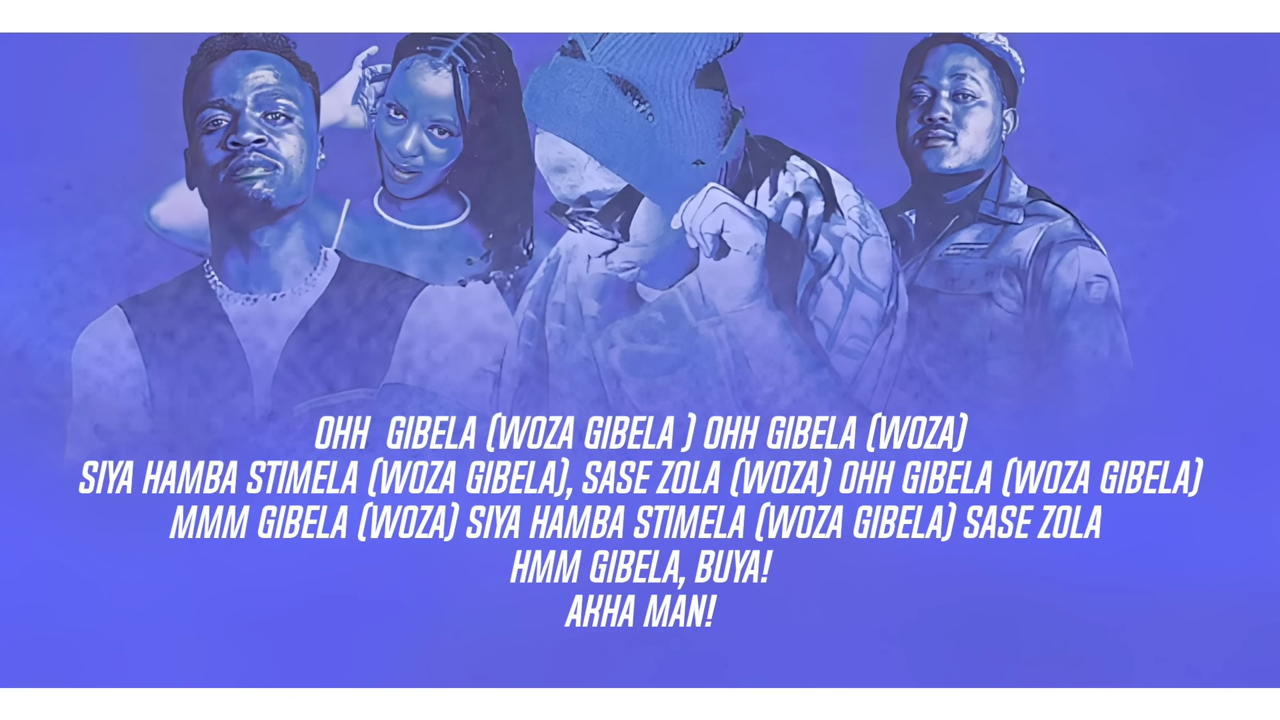 OHH GIBELA (WOZA GIBELA ) OHH GIBELA (WOZA)
SIYA HAMBA STIMELA (WOZA GIBELA), SASE ZOLA (WOZA) OHH GIBELA (WOZA GIBELA)
MMM GIBELA (WOZA) SIYA HAMBA STIMELA (WOZA GIBELA) SASE ZOLA
HMM GIBELA, BUYA!
AKHA MAN!